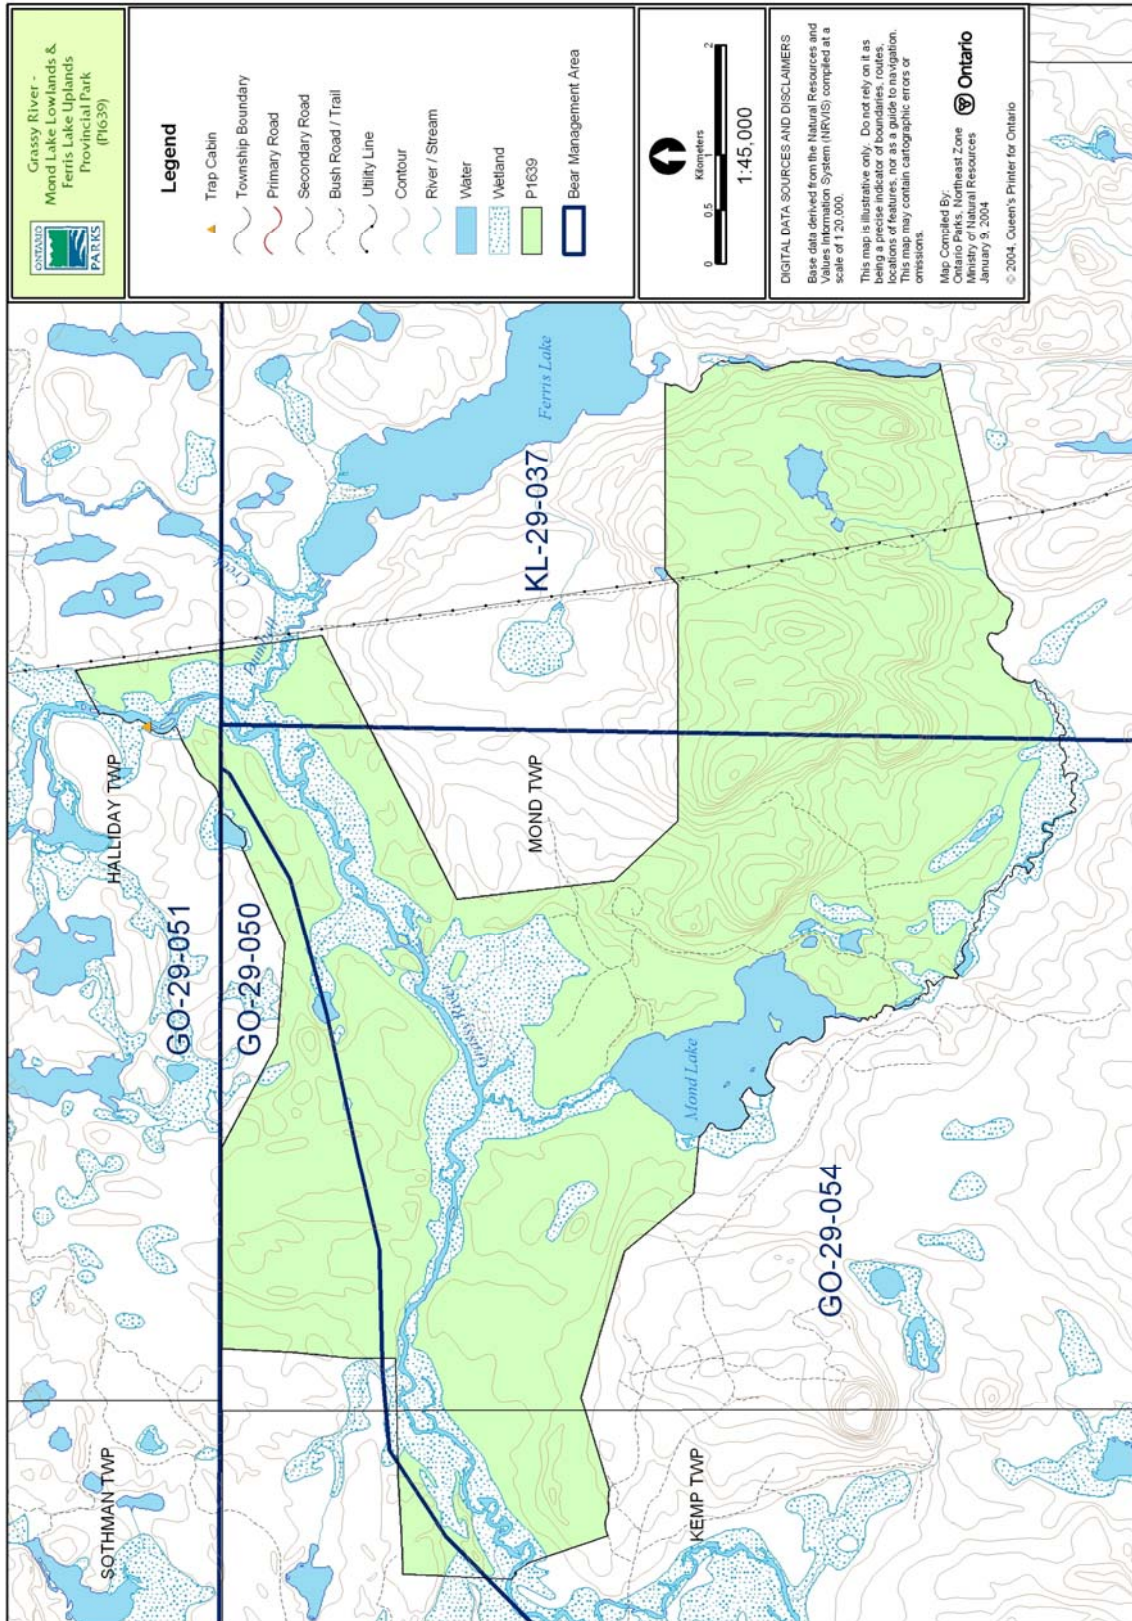 Grassy River -
Mond Lake Lowlands &
Ferris Lake Uplands
Provincial Park
(P1639)
ONTARIO
PARKS
Legend
Trap Cabin
Township Boundary
Primary Road
Secondary Road
Bush Road / Trail
Utility Line
Contour
River / Stream
Water
Wetland
P1639
Bear Management Area
Kilometers
0 0.5 1 2
1:45,000
DIGITAL DATA SOURCES AND DISCLAIMERS
Base data derived from the Natural Resources and
Values Information System (NRVIS) compiled at a
scale of 1:20,000.
This map is illustrative only. Do not rely on it as
being a precise indicator of boundaries, routes,
locations of features, nor as a guide to navigation.
This map may contain cartographic errors or
omissions.
Map Compiled By:
Ontario Parks, Northeast Zone
Ministry of Natural Resources
January 9, 2004
Ontario
© 2004, Queen's Printer for Ontario
SOTHMAN TWP
HALLIDAY TWP
GO-29-051
GO-29-050
Creek
Ferris Lake
KL-29-037
Grassy River
MOND TWP
Mond Lake
KEMP TWP
GO-29-054